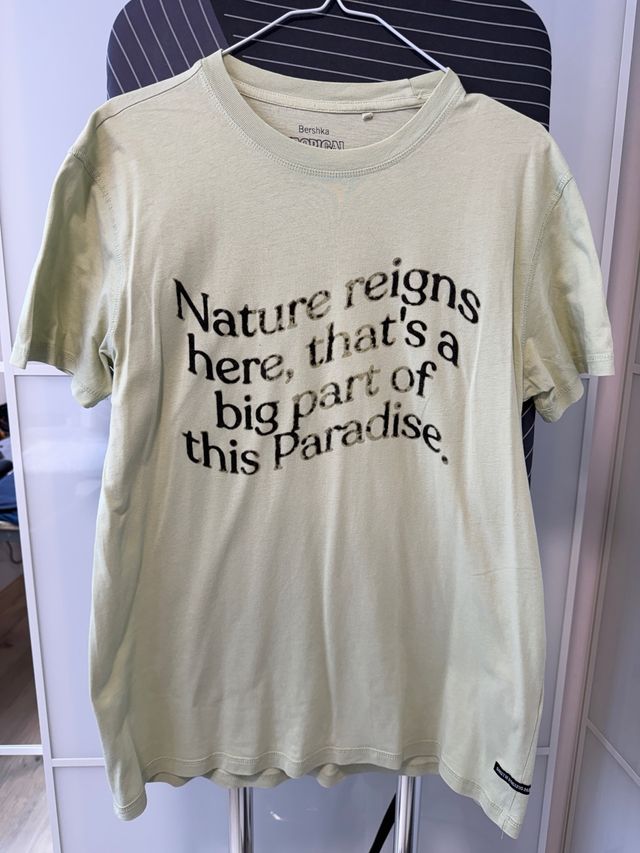 Bershka
Nature reigns
here, that's a
big part of
this Paradise.